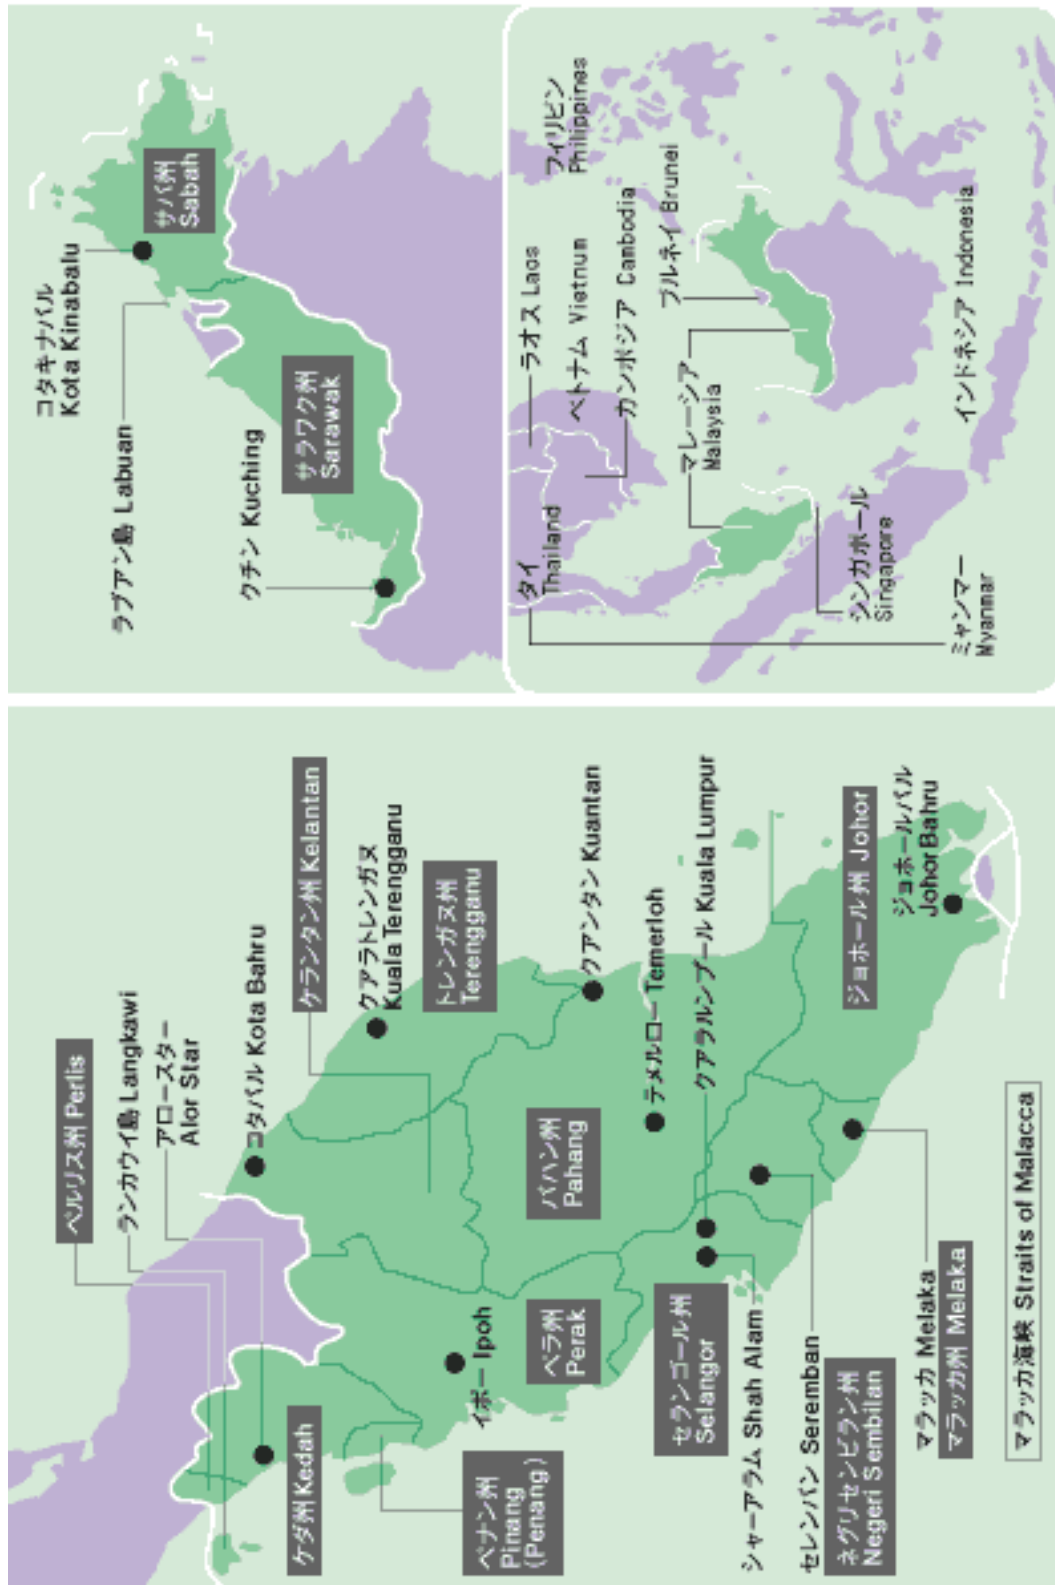 ペルリス州 Perlis
ランカウイ島 Langkawi
アロースター
Alor Star
コタバル Kota Bahru
ケランタン州 Kelantan
クアラトレンガヌ
Kuala Terengganu
トレンガヌ州
Terengganu
ケダ州 Kedah
イポー Ipoh
ペナン州
Pinang
(Penang)
ペラ州
Perak
パハン州
Pahang
クアンタン Kuantan
テメルロー Temerloh
クアラルンプール Kuala Lumpur
セランゴール州
Selangor
シャーアラム Shah Alam
セレンバン Seremban
ネグリセンビラン州
Negeri Sembilan
マラッカ Melaka
マラッカ州 Melaka
ジョホール州 Johor
ジョホールバル
Johor Bahru
マラッカ海峡 Straits of Malacca
コタキナバル
Kota Kinabalu
ラブアン島 Labuan
サバ州
Sabah
クチン Kuching
サラワク州
Sarawak
タイ
Thailand
ラオス Laos
ベトナム Vietnum
カンボジア Cambodia
フィリピン
Philippines
ブルネイ Brunei
マレーシア
Malaysia
シンガポール
Singapore
ミャンマー
Myanmar
インドネシア Indonesia